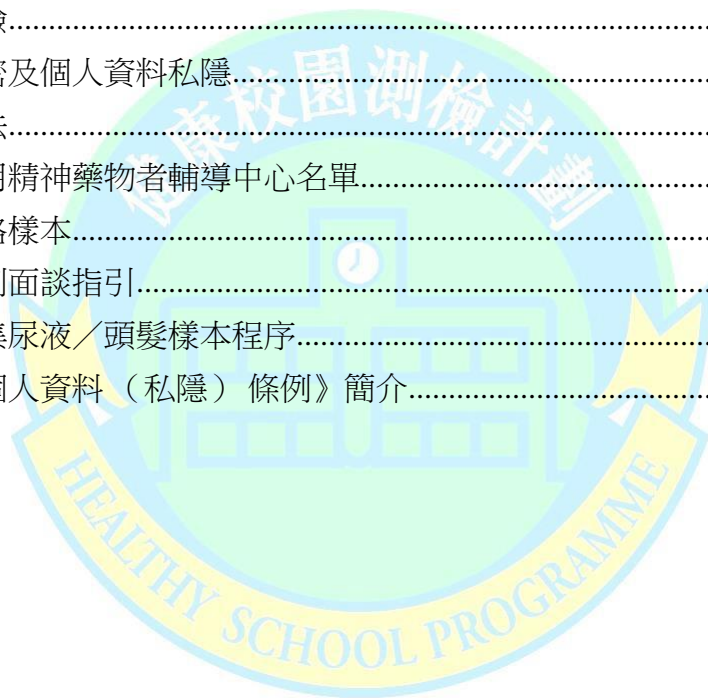 驗..........
密及個人資料私隱..........
法..........
用精神藥物者輔導中心名單..........
格樣本..........
別面談指引..........
集尿液／頭髮樣本程序..........
個人資料 （私隱） 條例》簡介..........
健康校園測檢計劃
HEALTHY SCHOOL PROGRAMME